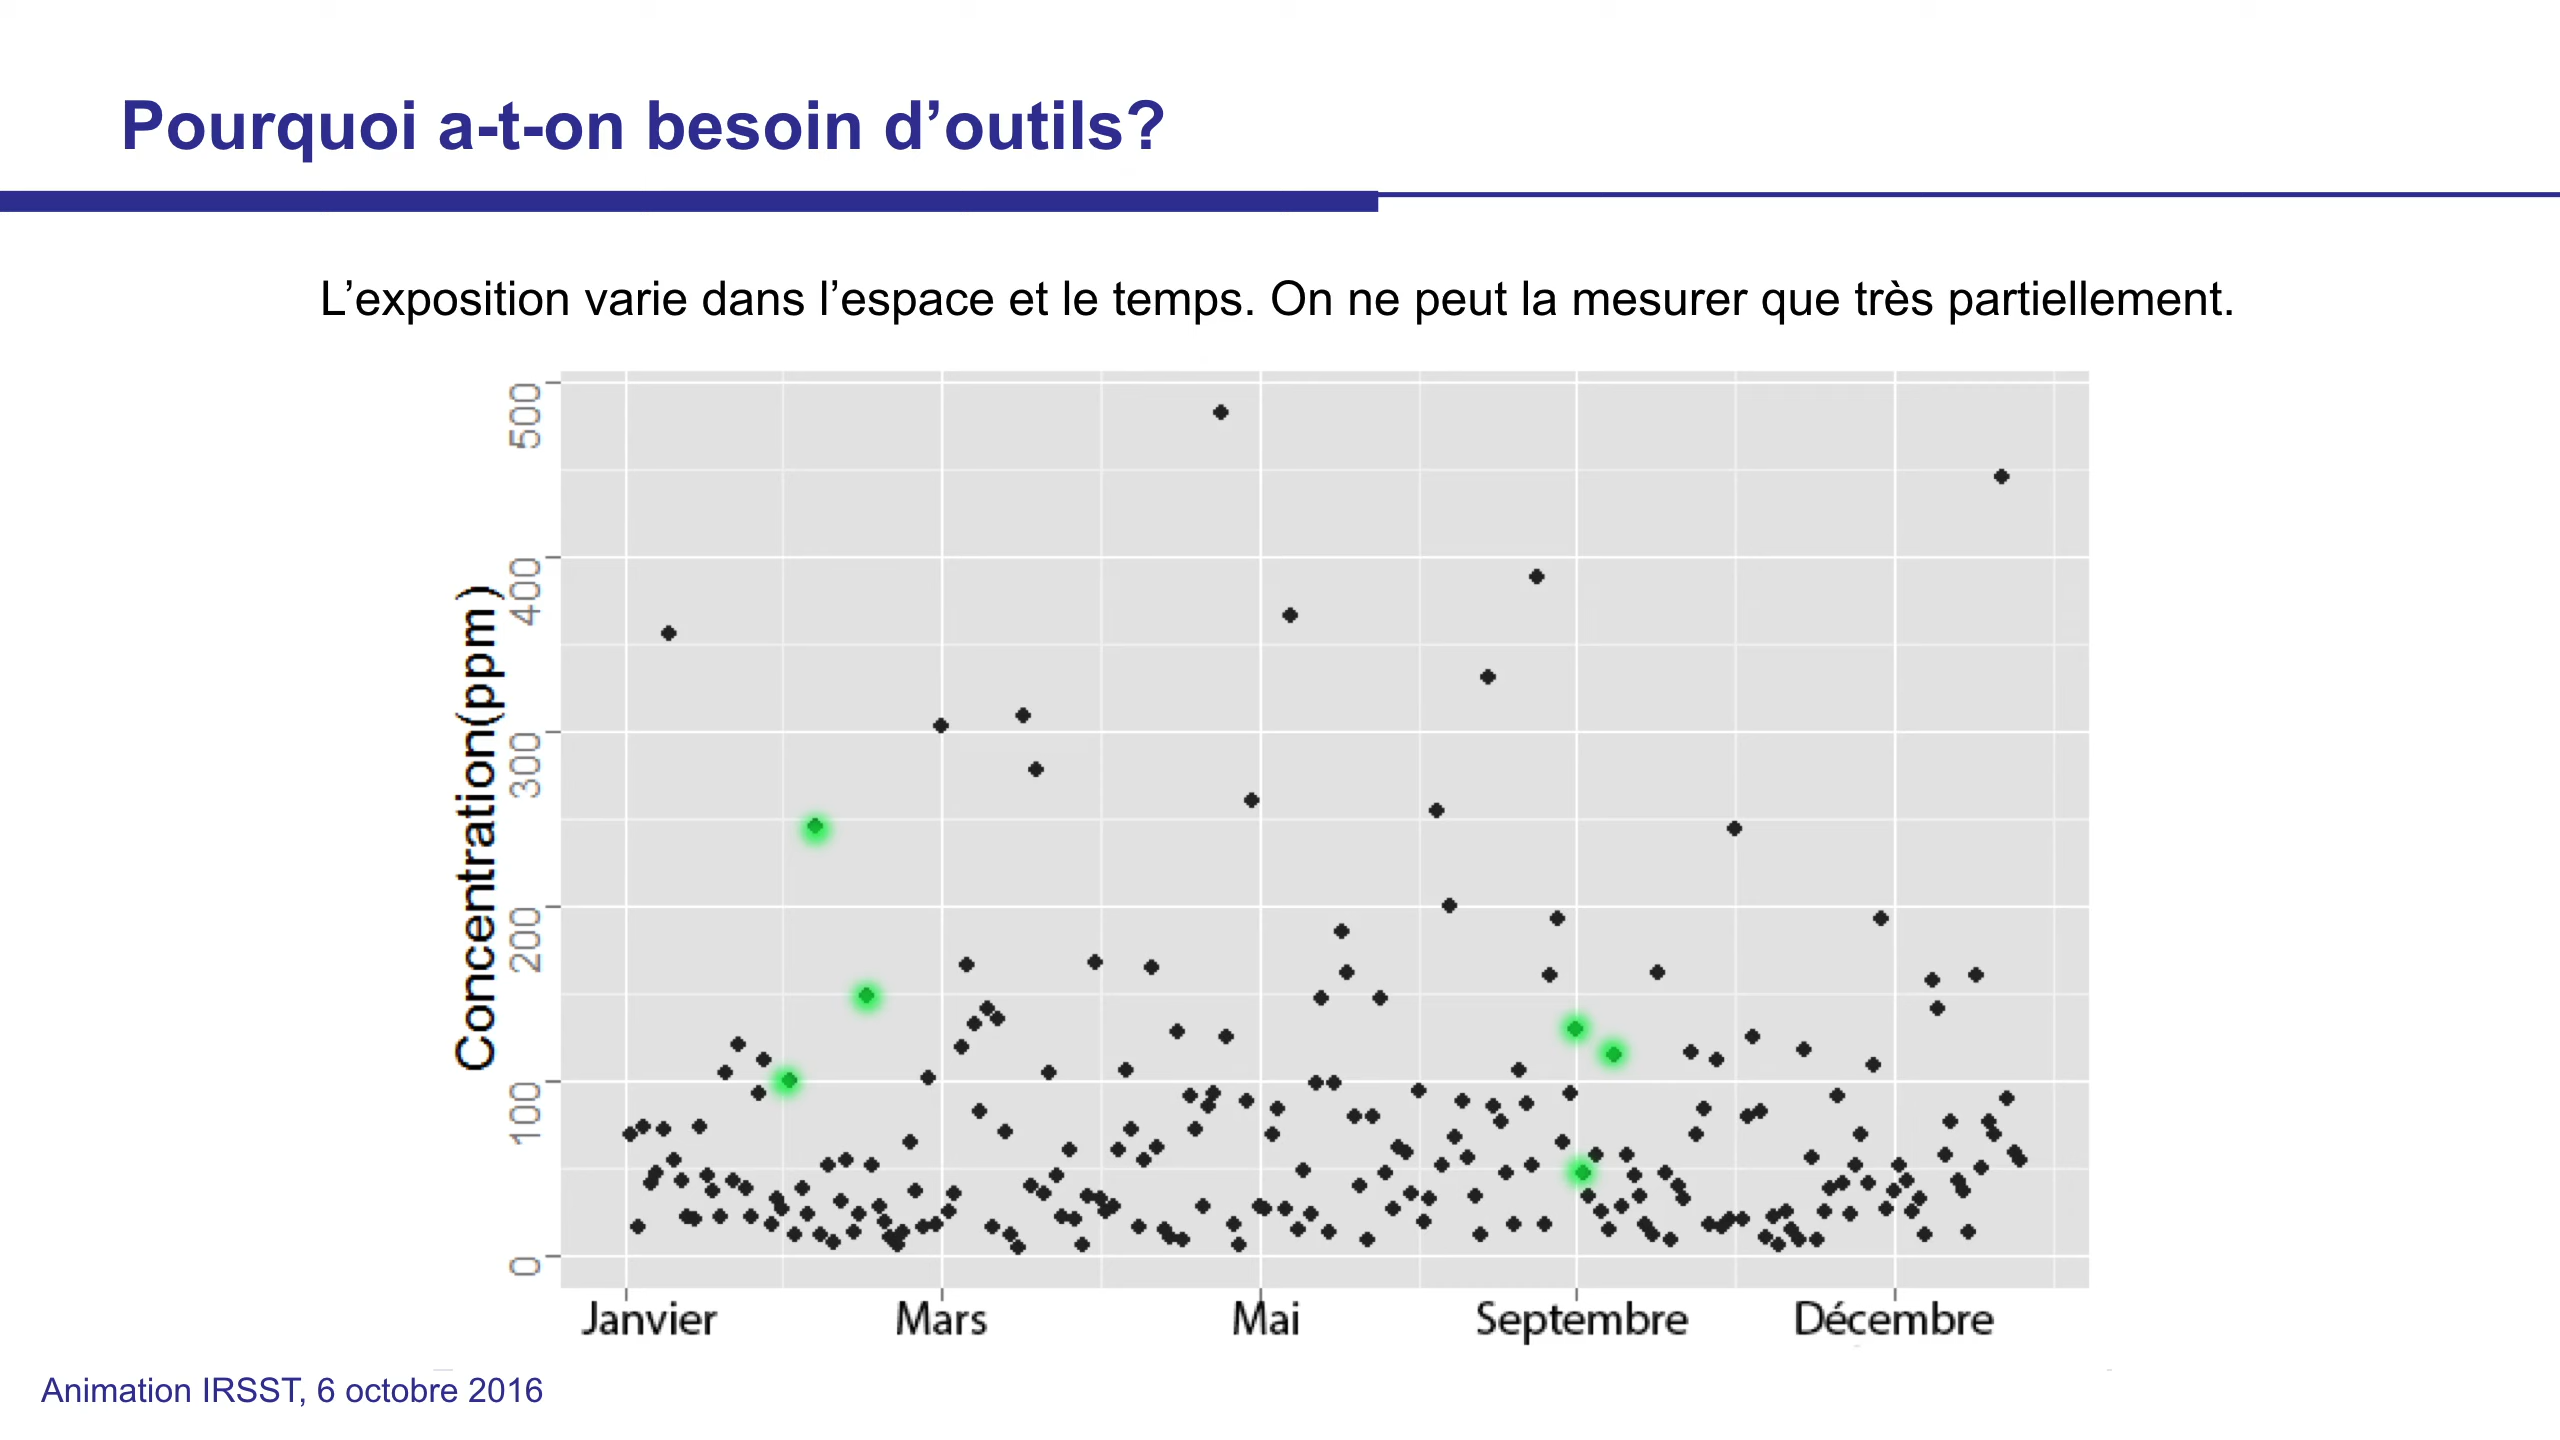 Pourquoi a-t-on besoin d’outils?
L’exposition varie dans l’espace et le temps. On ne peut la mesurer que très partiellement.
Concentration(ppm)
500
400
300
200
100
0
Janvier Mars Mai Septembre Décembre
Animation IRSST, 6 octobre 2016